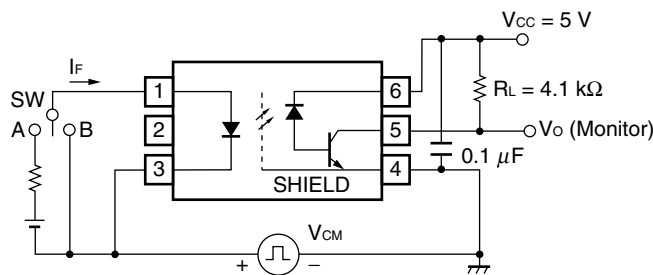 VCC = 5 V
IF
SW
A
B
1
2
3
6
5
4
SHIELD
RL = 4.1 kΩ
VO (Monitor)
0.1 μF
VCM
+
−